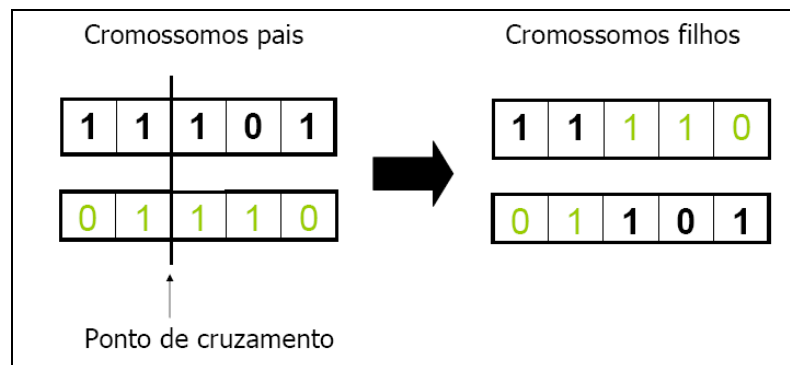 Cromossomos pais
Cromossomos filhos
1 1 1 0 1
1 1 1 1 0
0 1 1 1 0
0 1 1 0 1
Ponto de cruzamento